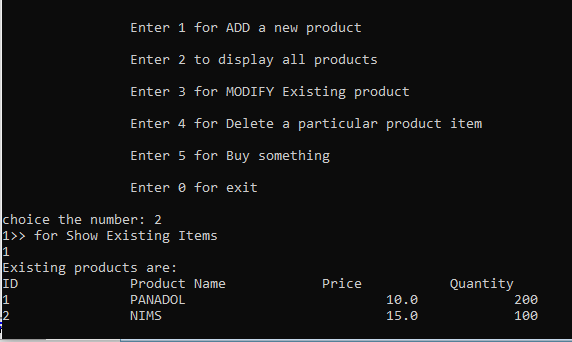 Enter 1 for ADD a new product
Enter 2 to display all products
Enter 3 for MODIFY Existing product
Enter 4 for Delete a particular product item
Enter 5 for Buy something
Enter 0 for exit
choice the number: 2
1>> for Show Existing Items
1
Existing products are:
ID Product Name Price Quantity
1 PANADOL 10.0 200
2 NIMS 15.0 100